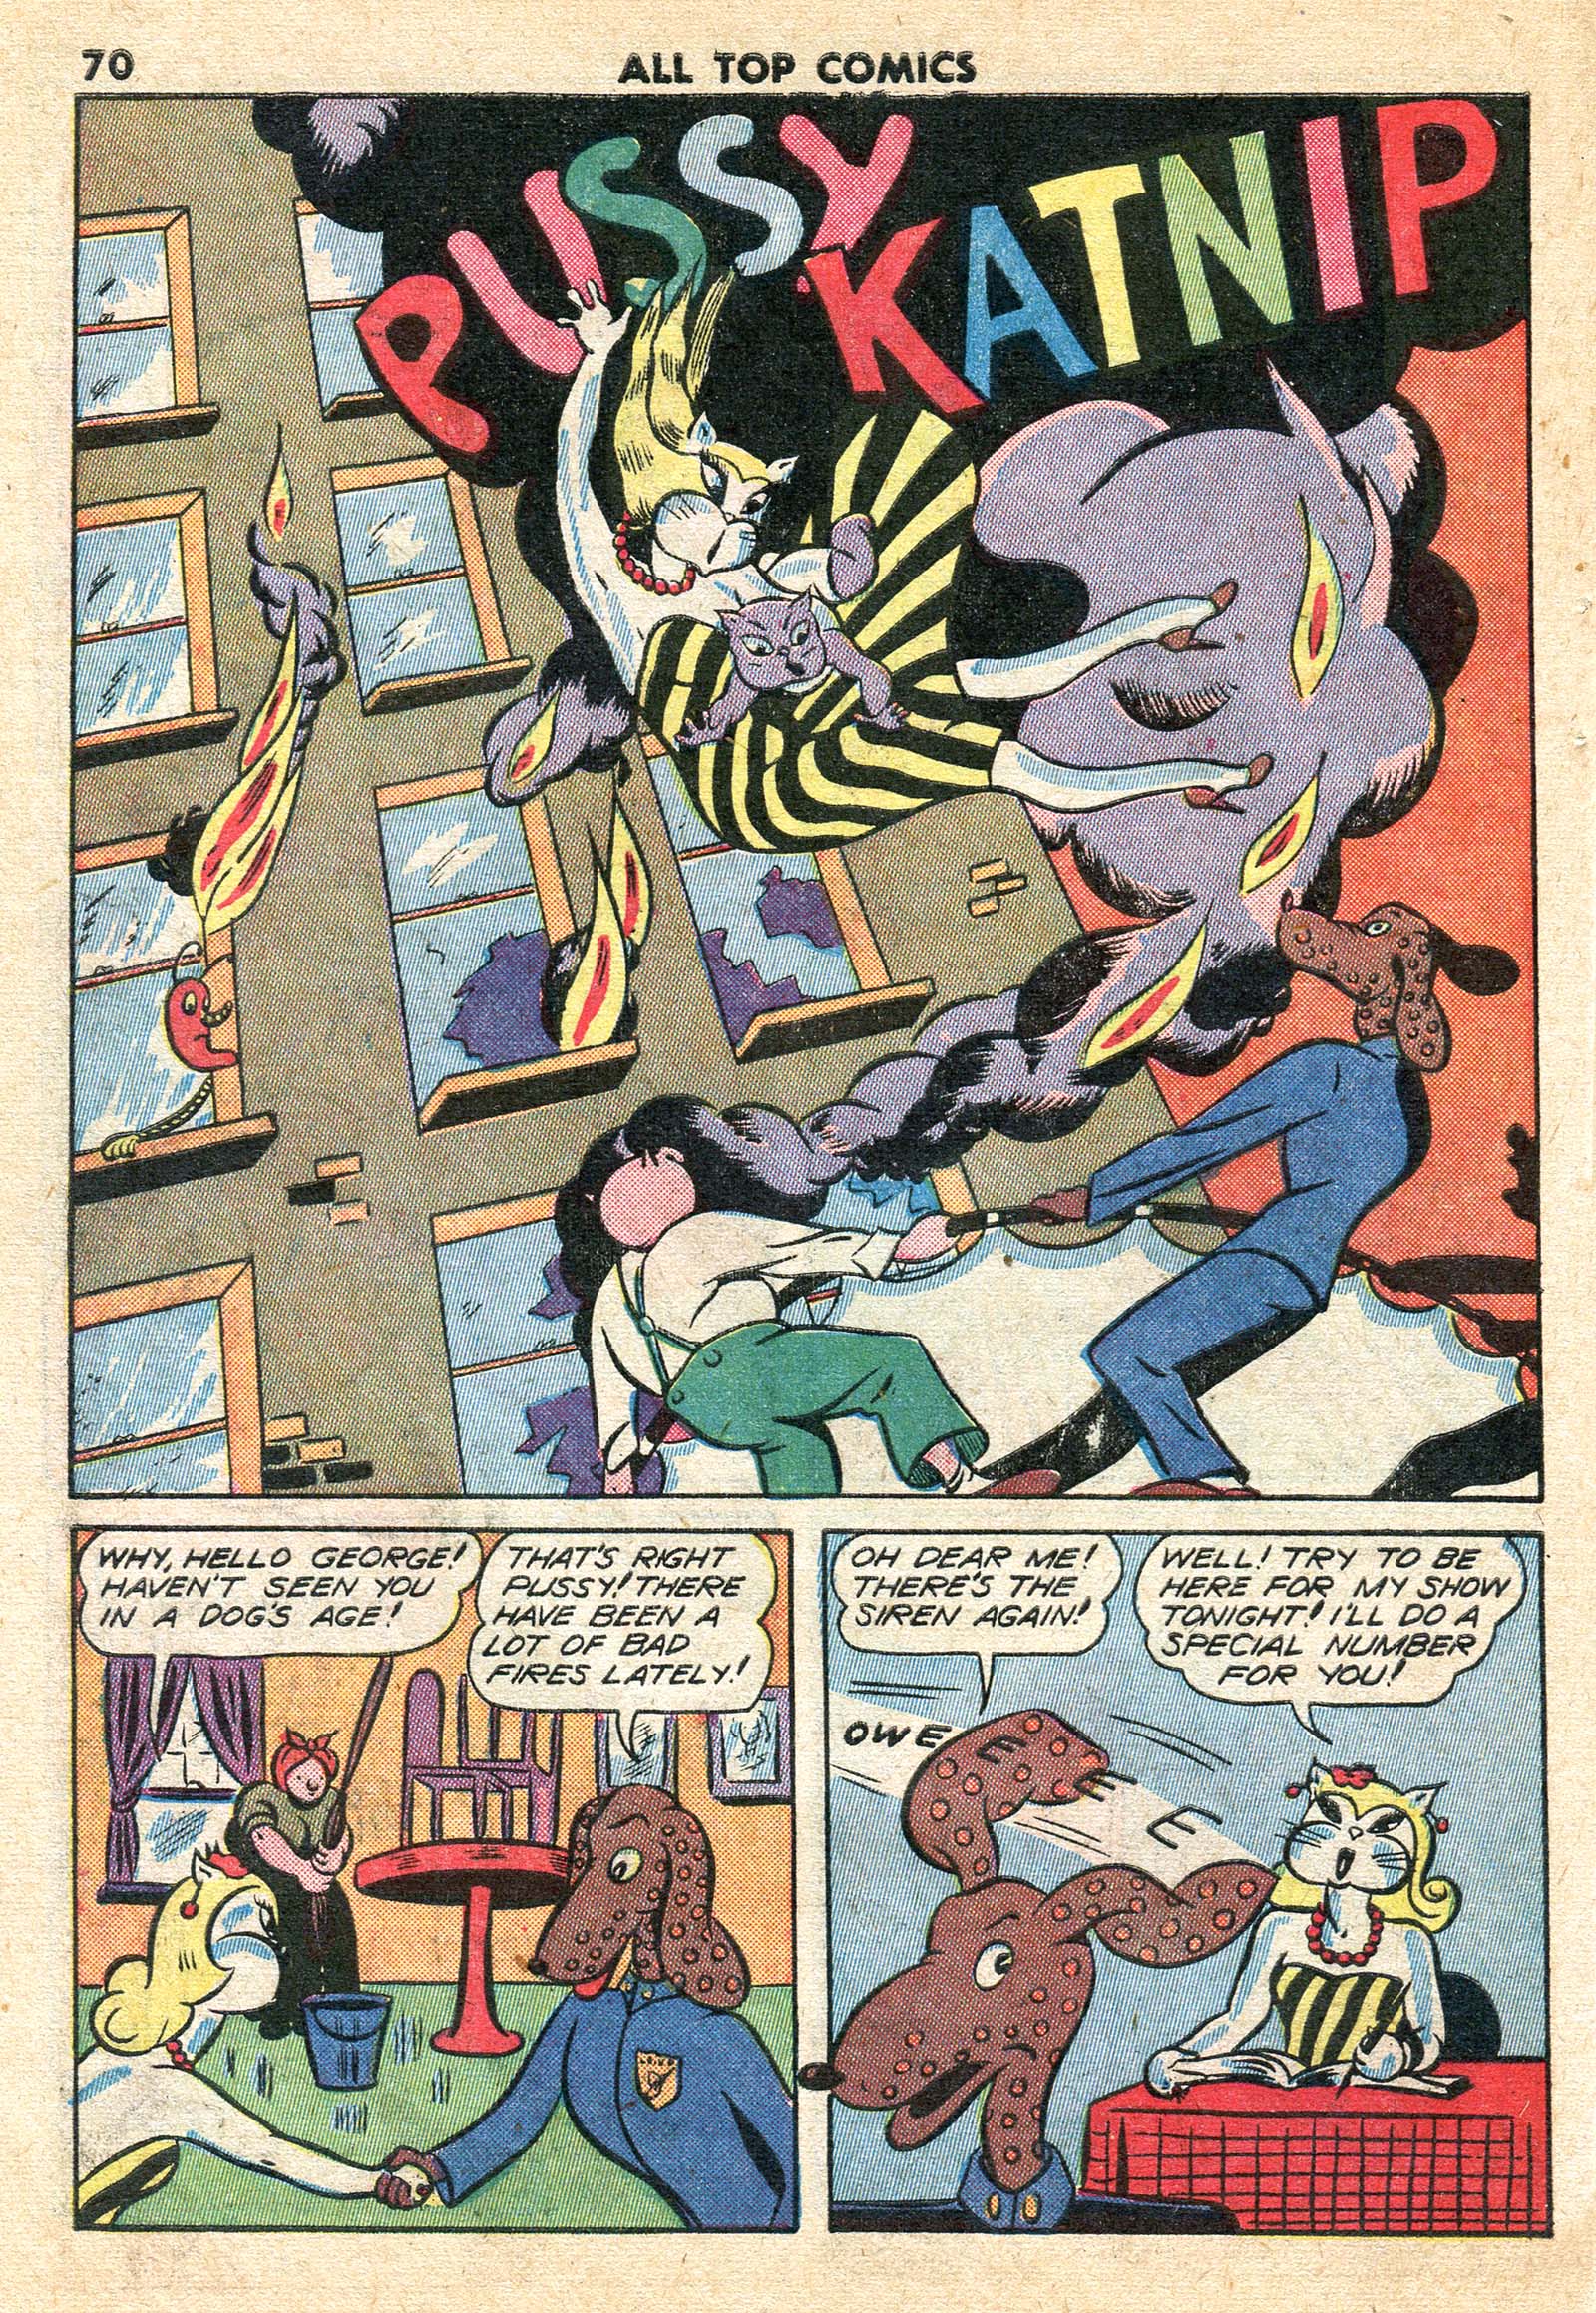 70
ALL TOP COMICS
PUSSY
KATNIP
WHY, HELLO GEORGE!
HAVEN'T SEEN YOU
IN A DOG'S AGE!
THAT'S RIGHT
PUSSY! THERE
HAVE BEEN A
LOT OF BAD
FIRES LATELY!
OH DEAR ME!
THERE'S THE
SIREN AGAIN!
WELL! TRY TO BE
HERE FOR MY SHOW
TONIGHT! I'LL DO A
SPECIAL NUMBER
FOR YOU!
OWEEEE